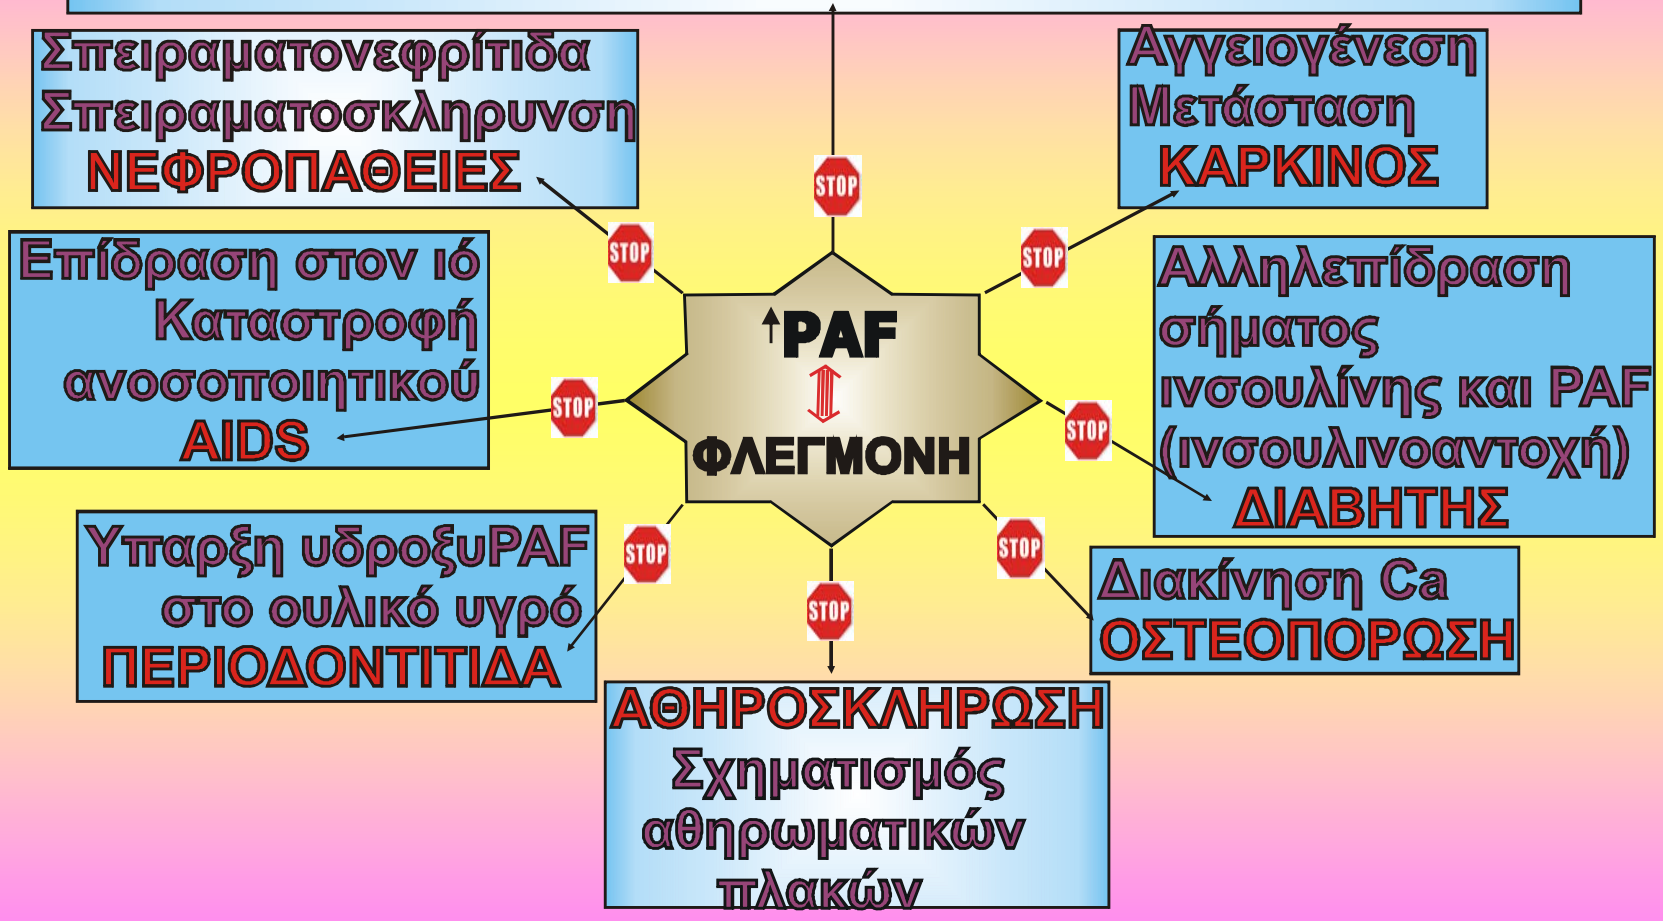 Σπειραματονεφρίτιδα
Σπειραματοσκληρυνση
ΝΕΦΡΟΠΑΘΕΙΕΣ
Αγγειογένεση
Μετάσταση
ΚΑΡΚΙΝΟΣ
STOP
STOP
STOP
Επίδραση στον ιό
Καταστροφή
ανοσοποιητικού
AIDS
STOP
PAF
ΦΛΕΓΜΟΝΗ
STOP
Αλληλεπίδραση
σήματος
ινσουλίνης και PAF
(ινσουλινοαντοχή)
ΔΙΑΒΗΤΗΣ
Υπαρξη υδροξυPAF
στο ουλικό υγρό
ΠΕΡΙΟΔΟΝΤΙΤΙΔΑ
STOP
STOP
STOP
Διακίνηση Ca
ΟΣΤΕΟΠΟΡΩΣΗ
ΑΘΗΡΟΣΚΛΗΡΩΣΗ
Σχηματισμός
αθηρωματικών
πλακών